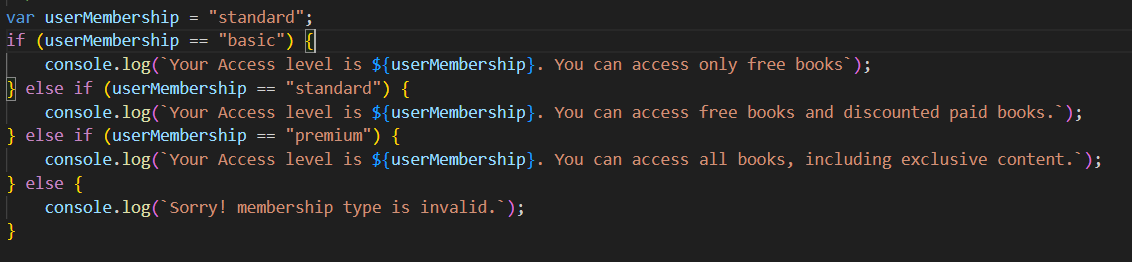 var userMembership = "standard";
if (userMembership == "basic") {
    console.log(`Your Access level is ${userMembership}. You can access only free books`);
} else if (userMembership == "standard") {
    console.log(`Your Access level is ${userMembership}. You can access free books and discounted paid books.`);
} else if (userMembership == "premium") {
    console.log(`Your Access level is ${userMembership}. You can access all books, including exclusive content.`);
} else {
    console.log(`Sorry! membership type is invalid.`);
}